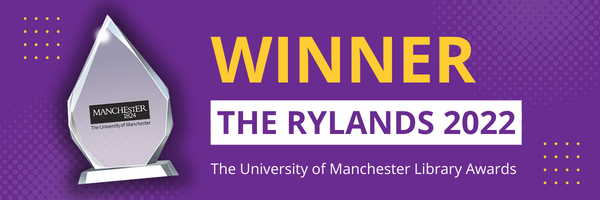 WINNER
THE RYLANDS 2022
The University of Manchester Library Awards
MANCHESTER
1824
The University of Manchester